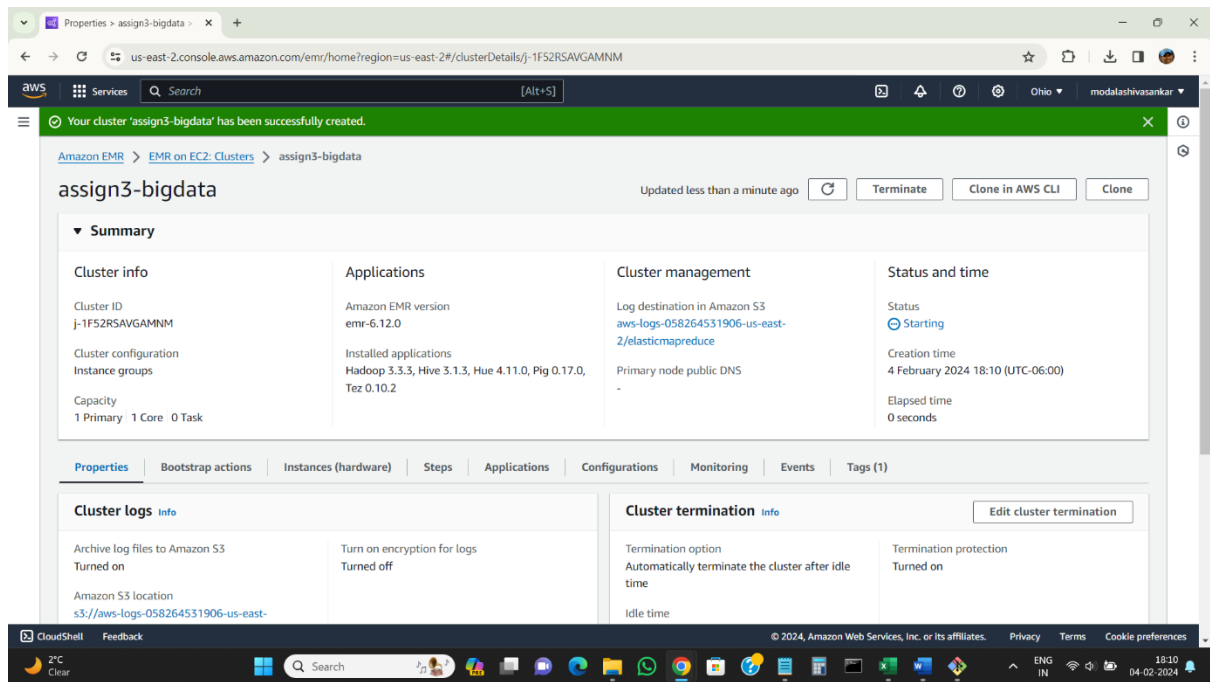 Properties > assign3-bigdata >
us-east-2.console.aws.amazon.com/emr/home?region=us-east-2#/clusterDetails/j-1F52RSAVGAMNM
aws Services Search [Alt+S] Ohio modalashivasankar
Your cluster 'assign3-bigdata' has been successfully created.
Amazon EMR > EMR on EC2: Clusters > assign3-bigdata
assign3-bigdata Updated less than a minute ago Terminate Clone in AWS CLI Clone
Summary
Cluster info
Cluster ID
j-1F52RSAVGAMNM
Cluster configuration
Instance groups
Capacity
1 Primary 1 Core 0 Task
Applications
Amazon EMR version
emr-6.12.0
Installed applications
Hadoop 3.3.3, Hive 3.1.3, Hue 4.11.0, Pig 0.17.0,
Tez 0.10.2
Cluster management
Log destination in Amazon S3
aws-logs-058264531906-us-east-
2/elasticmapreduce
Primary node public DNS
-
Status and time
Status
Starting
Creation time
4 February 2024 18:10 (UTC-06:00)
Elapsed time
0 seconds
Properties Bootstrap actions Instances (hardware) Steps Applications Configurations Monitoring Events Tags (1)
Cluster logs Info
Archive log files to Amazon S3
Turned on
Amazon S3 location
s3://aws-logs-058264531906-us-east-
Turn on encryption for logs
Turned off
Cluster termination Info Edit cluster termination
Termination option
Automatically terminate the cluster after idle
time
Idle time
Termination protection
Turned on
CloudShell Feedback © 2024, Amazon Web Services, Inc. or its affiliates. Privacy Terms Cookie preferences
2°C
Clear
Search
ENG
IN
18:10
04-02-2024